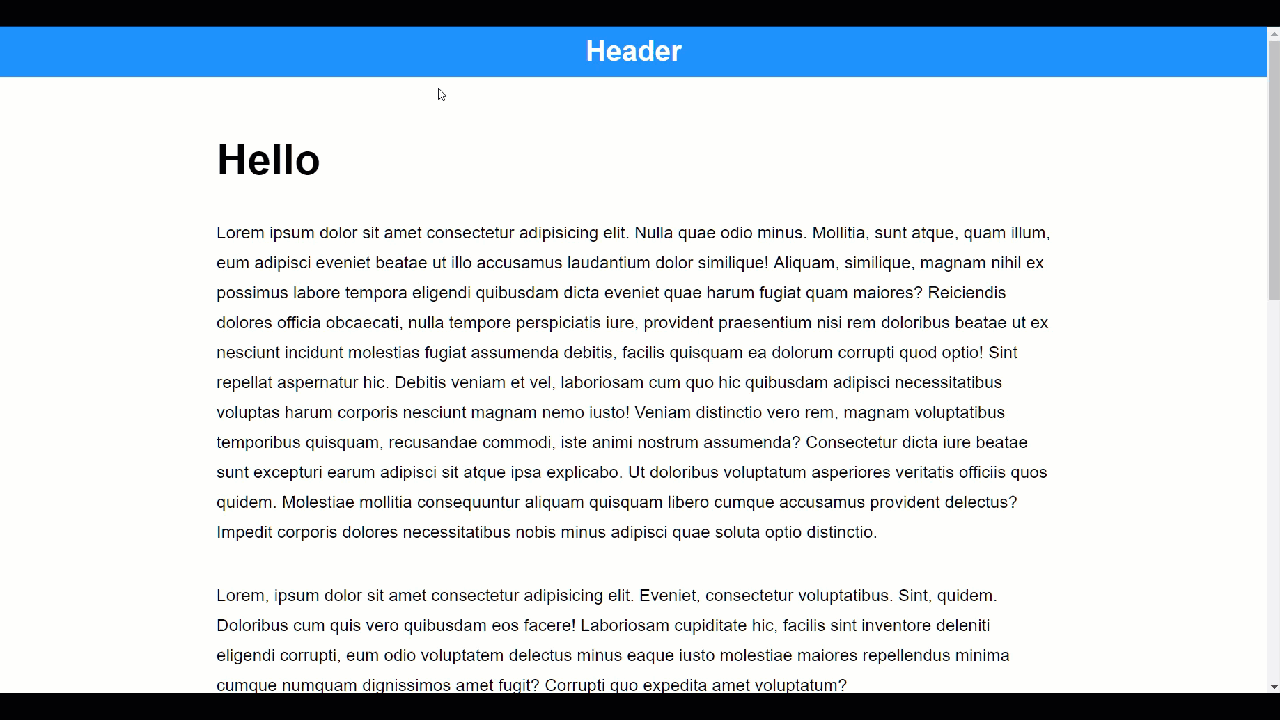 Header
Hello
Lorem ipsum dolor sit amet consectetur adipisicing elit. Nulla quae odio minus. Mollitia, sunt atque, quam illum,
eum adipisci eveniet beatae ut illo accusamus laudantium dolor similique! Aliquam, similique, magnam nihil ex
possimus labore tempora eligendi quibusdam dicta eveniet quae harum fugiat quam maiores? Reiciendis
dolores officia obcaecati, nulla tempore perspiciatis iure, provident praesentium nisi rem doloribus beatae ut ex
nesciunt incidunt molestias fugiat assumenda debitis, facilis quisquam ea dolorum corrupti quod optio! Sint
repellat aspernatur hic. Debitis veniam et vel, laboriosam cum quo hic quibusdam adipisci necessitatibus
voluptas harum corporis nesciunt magnam nemo iusto! Veniam distinctio vero rem, magnam voluptatibus
temporibus quisquam, recusandae commodi, iste animi nostrum assumenda? Consectetur dicta iure beatae
sunt excepturi earum adipisci sit atque ipsa explicabo. Ut doloribus voluptatum asperiores veritatis officiis quos
quidem. Molestiae mollitia consequuntur aliquam quisquam libero cumque accusamus provident delectus?
Impedit corporis dolores necessitatibus nobis minus adipisci quae soluta optio distinctio.
Lorem, ipsum dolor sit amet consectetur adipisicing elit. Eveniet, consectetur voluptatibus. Sint, quidem.
Doloribus cum quis vero quibusdam eos facere! Laboriosam cupiditate hic, facilis sint inventore deleniti
eligendi corrupti, eum odio voluptatem delectus minus eaque iusto molestiae maiores repellendus minima
cumque numquam dignissimos amet fugit? Corrupti quo expedita amet voluptatum?